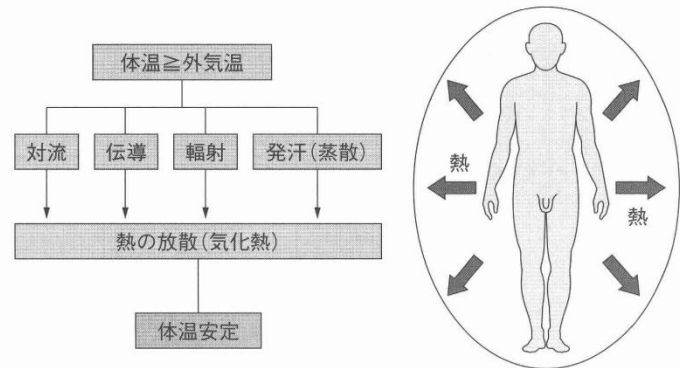 体温≧外気温
対流
伝導
輻射
発汗(蒸散)
熱の放散(気化熱)
体温安定
熱
熱